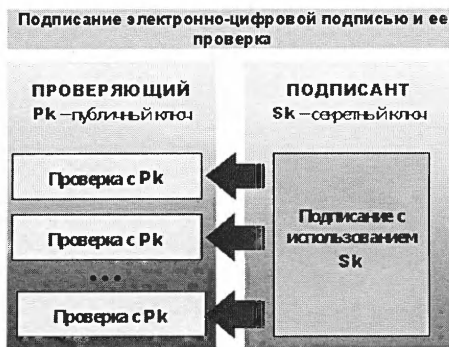 Подписание электронно-цифровой подписью и ее
проверка
ПРОВЕРЯЮЩИЙ
Pk – публичный ключ
ПОДПИСАНТ
Sk – секретный ключ
Проверка с Pk
Проверка с Pk
...
Проверка с Pk
Подписание с
использованием
Sk